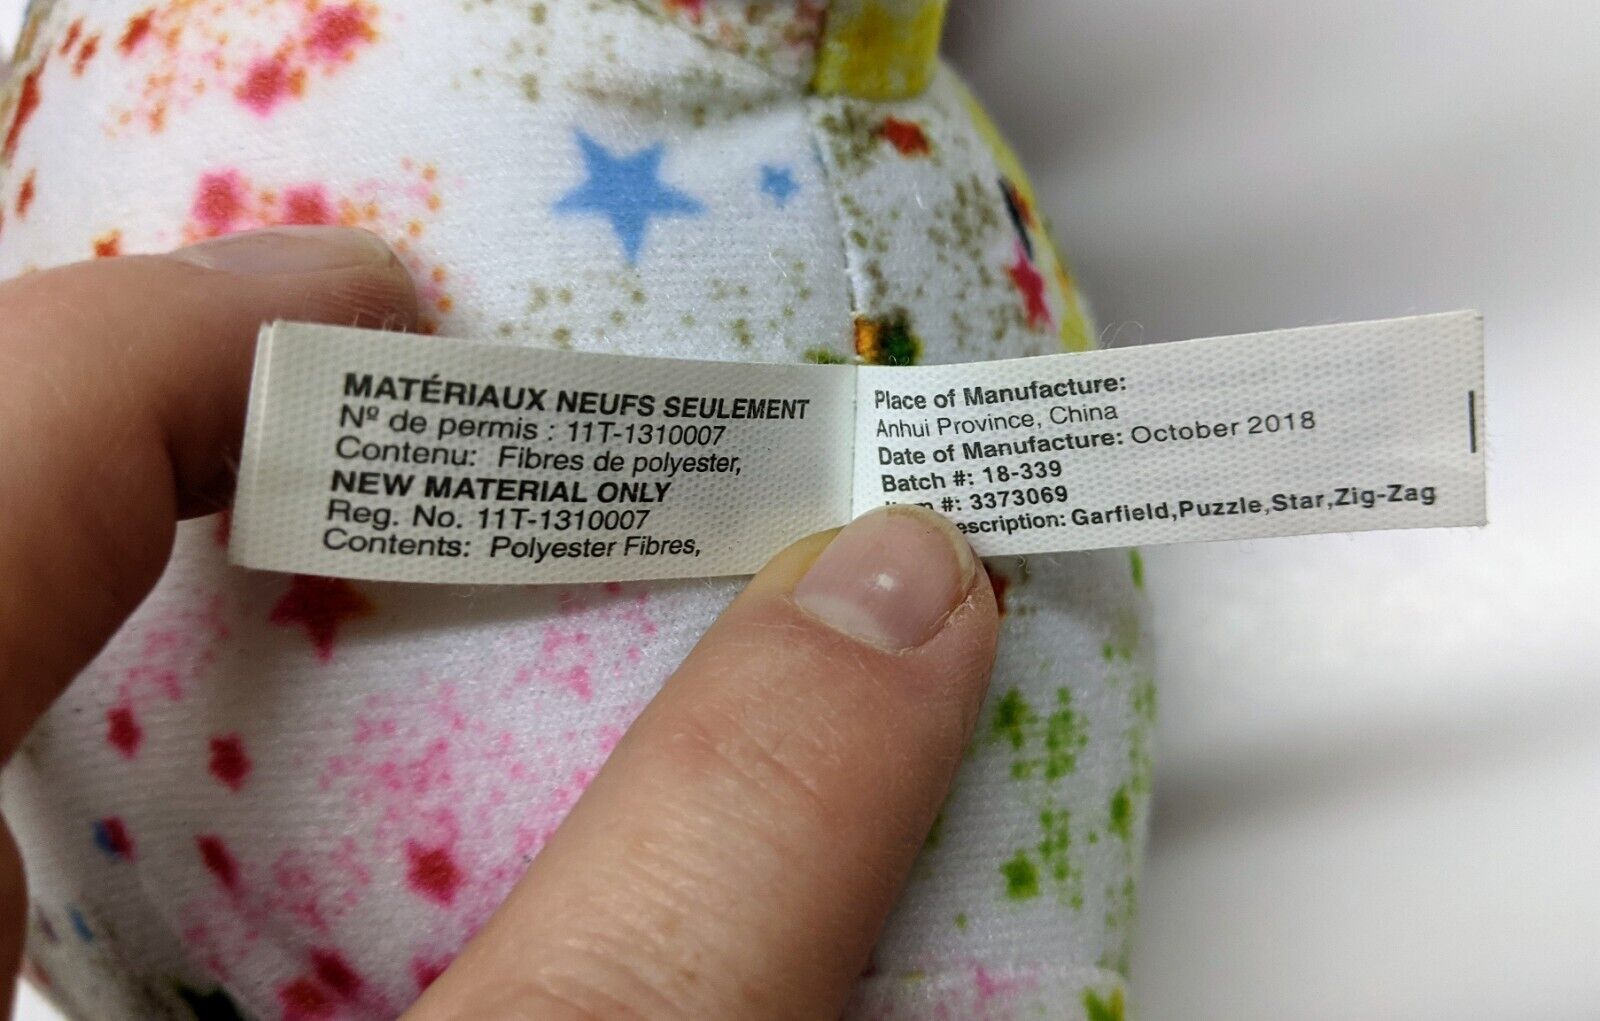 MATÉRIAUX NEUFS SEULEMENT
Nº de permis : 11T-1310007
Contenu: Fibres de polyester,
NEW MATERIAL ONLY
Reg. No. 11T-1310007
Contents: Polyester Fibres,
Place of Manufacture:
Anhui Province, China
Date of Manufacture: October 2018
Batch #: 18-339
#: 3373069
escription: Garfield,Puzzle,Star,Zig-Zag